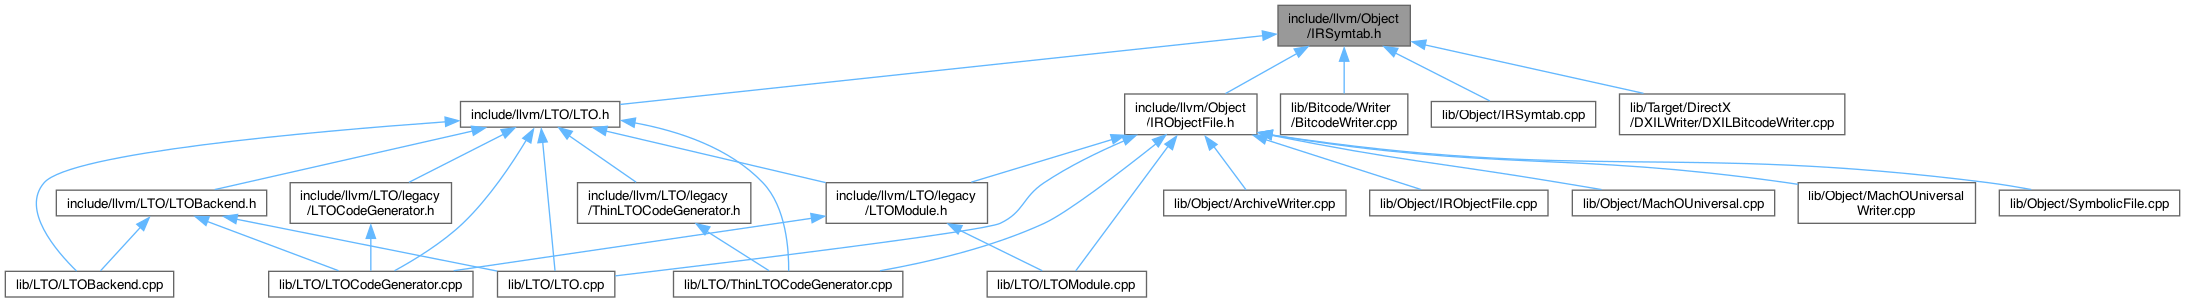 include/llvm/Object
/IRSymtab.h
include/llvm/LTO/LTO.h
include/llvm/Object
/IRObjectFile.h
lib/Bitcode/Writer
/BitcodeWriter.cpp
lib/Object/IRSymtab.cpp
lib/Target/DirectX
/DXILWriter/DXILBitcodeWriter.cpp
include/llvm/LTO/LTOBackend.h
include/llvm/LTO/legacy
/LTOCodeGenerator.h
include/llvm/LTO/legacy
/ThinLTOCodeGenerator.h
include/llvm/LTO/legacy
/LTOModule.h
lib/Object/ArchiveWriter.cpp
lib/Object/IRObjectFile.cpp
lib/Object/MachOUniversal.cpp
lib/Object/MachOUniversal
Writer.cpp
lib/Object/SymbolicFile.cpp
lib/LTO/LTOBackend.cpp
lib/LTO/LTOCodeGenerator.cpp
lib/LTO/LTO.cpp
lib/LTO/ThinLTOCodeGenerator.cpp
lib/LTO/LTOModule.cpp